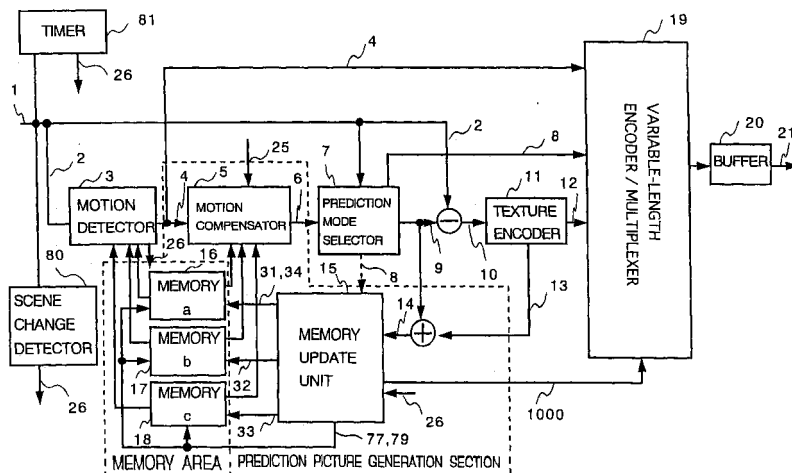 TIMER
81
26
1
2
3
MOTION
DETECTOR
4
5
MOTION
COMPENSATOR
25
6
7
PREDICTION
MODE
SELECTOR
4
2
8
19
VARIABLE-LENGTH
ENCODER / MULTIPLEXER
20
BUFFER
21
11
TEXTURE
ENCODER
12
9
10
13
80
SCENE
CHANGE
DETECTOR
26
26
16
MEMORY
a
31,34
8
15
MEMORY
UPDATE
UNIT
14
MEMORY
b
17
32
MEMORY
c
18
33
26
1000
77,79
MEMORY AREA
PREDICTION PICTURE GENERATION SECTION